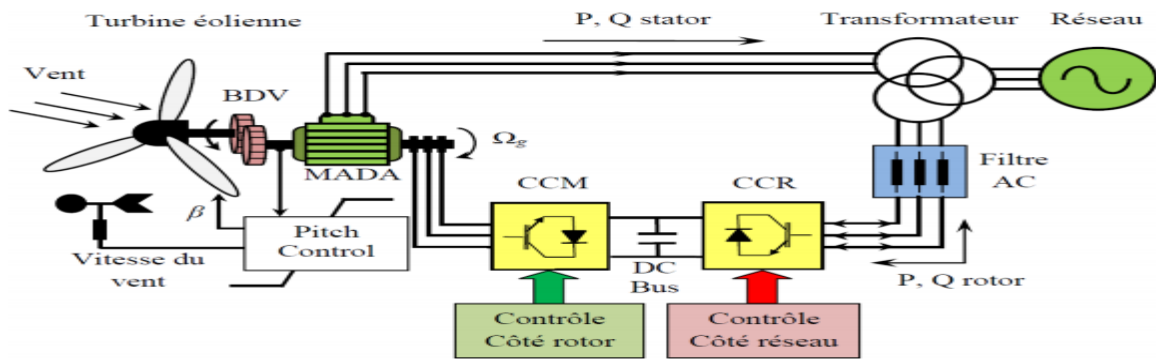 Turbine éolienne
P, Q stator
Transformateur
Réseau
Vent
BDV
Ω_g
MADA
CCM
CCR
Filtre
AC
β
Pitch
Control
Vitesse du
vent
DC
Bus
P, Q rotor
Contrôle
Côté rotor
Contrôle
Côté réseau